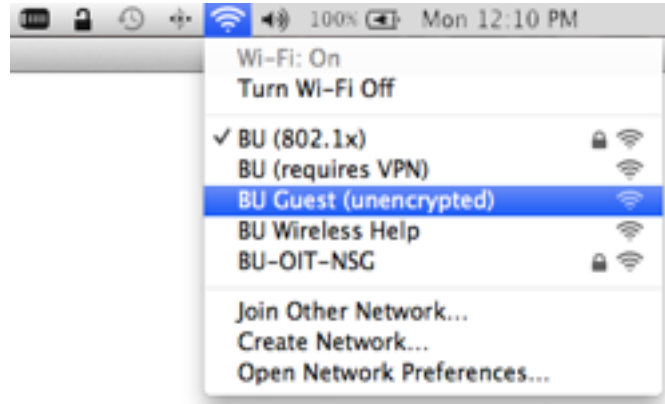 100% Mon 12:10 PM
Wi-Fi: On
Turn Wi-Fi Off
✓ BU (802.1x)
BU (requires VPN)
BU Guest (unencrypted)
BU Wireless Help
BU-OIT-NSG
Join Other Network...
Create Network...
Open Network Preferences...